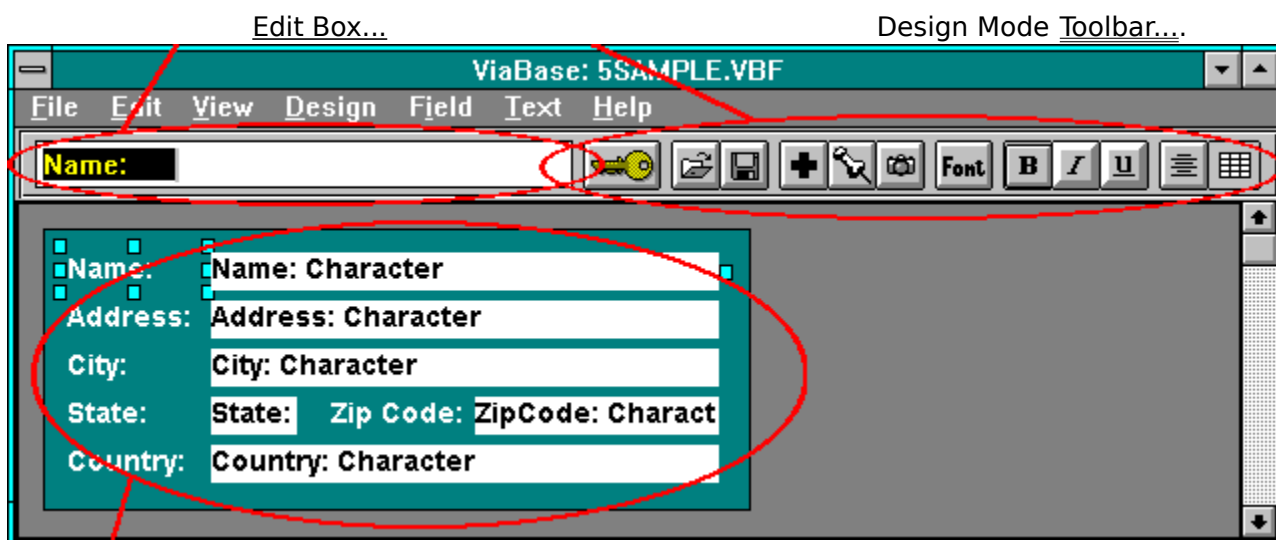 Edit Box... Design Mode Toolbar....
ViaBase: 5SAMPLE.VBF
File Edit View Design Field Text Help
Name: Font B I u
Name: Name: Character
Address: Address: Character
City: City: Character
State: State: Zip Code: ZipCode: Charact
Country: Country: Character